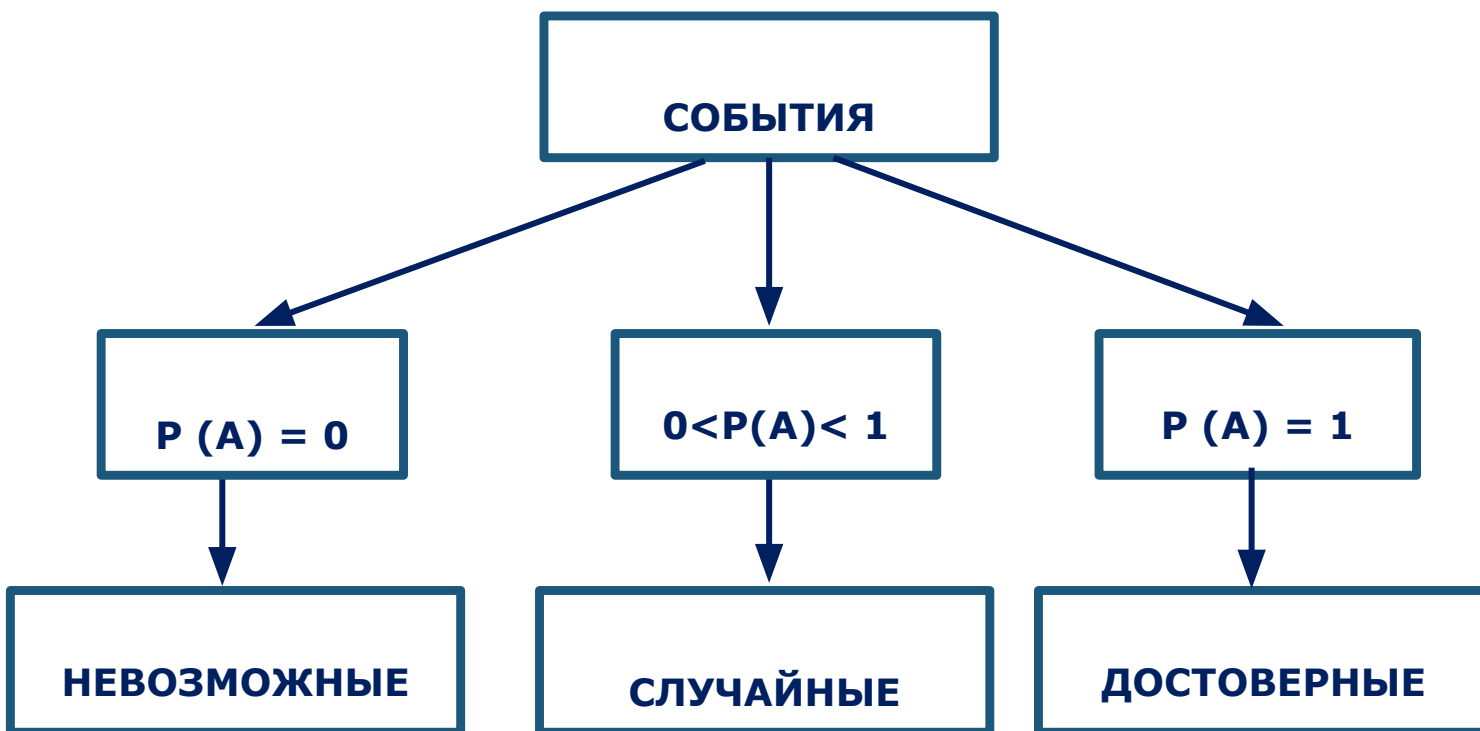 СОБЫТИЯ
P (A) = 0
0<P(A)< 1
P (A) = 1
НЕВОЗМОЖНЫЕ
СЛУЧАЙНЫЕ
ДОСТОВЕРНЫЕ